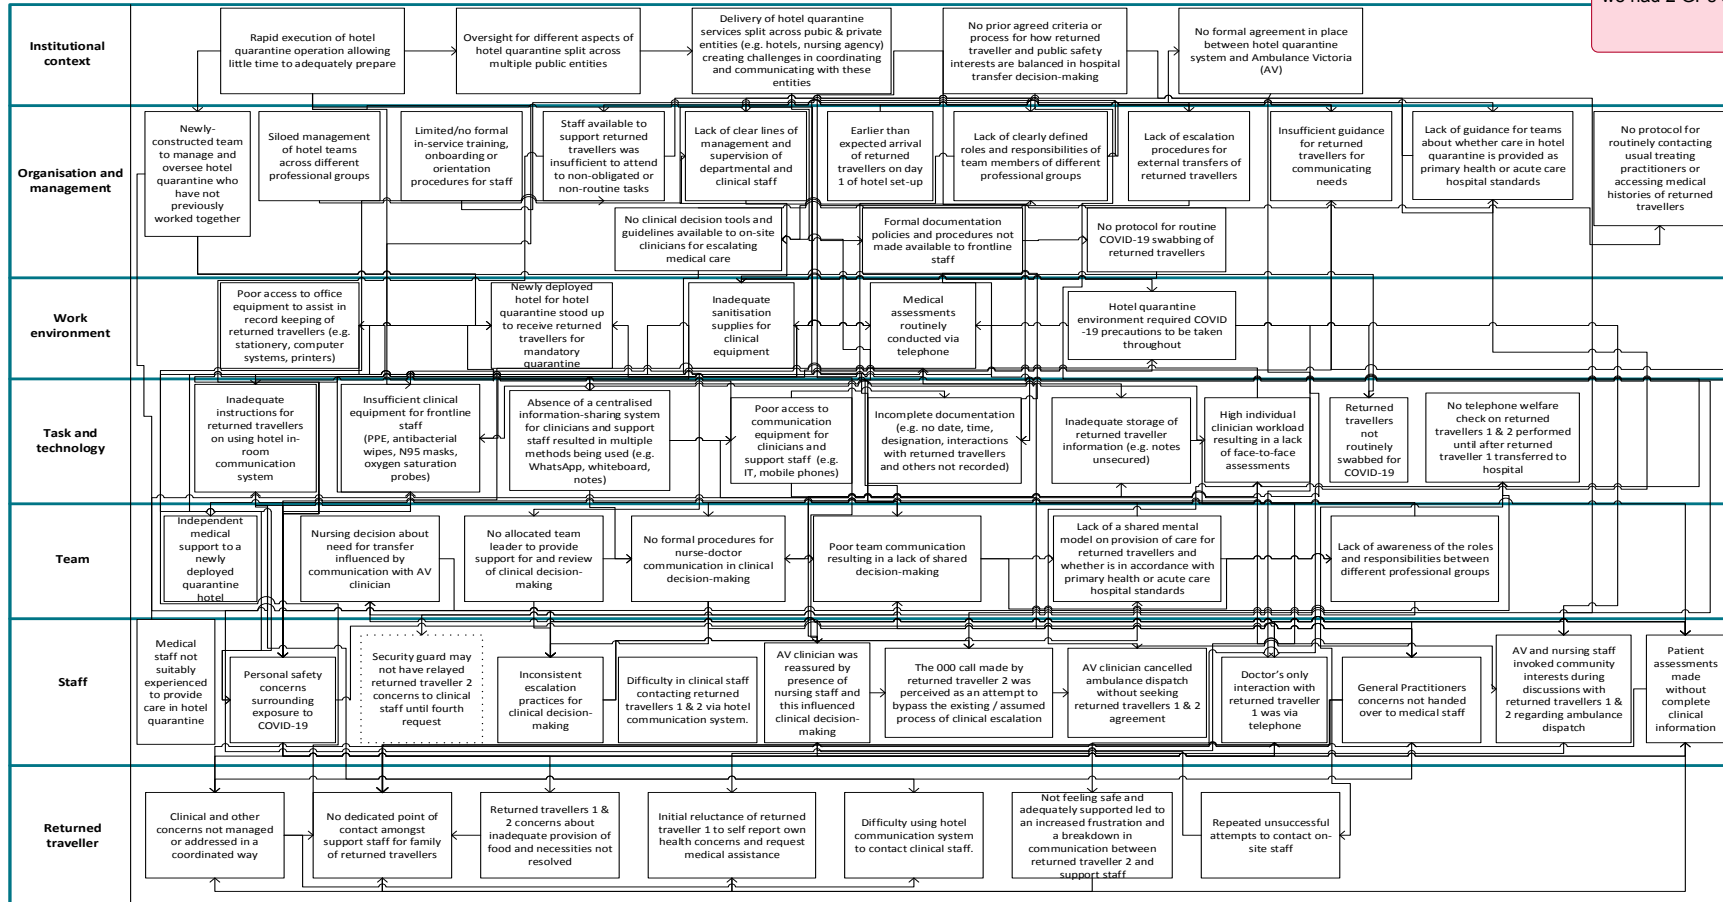 we had 2 GPs
Institutional
context
Rapid execution of hotel
quarantine operation allowing
little time to adequately prepare
Oversight for different aspects of
hotel quarantine split across
multiple public entities
Delivery of hotel quarantine
services split across pubic & private
entities (e.g. hotels, nursing agency)
creating challenges in coordinating
and communicating with these
entities
No prior agreed criteria or
process for how returned
traveller and public safety
interests are balanced in hospital
transfer decision-making
No formal agreement in place
between hotel quarantine
system and Ambulance Victoria
(AV)
Organisation and
management
Newly-
constructed team
to manage and
oversee hotel
quarantine who
have not
previously
worked together
Siloed management
of hotel teams
across different
professional groups
Limited/no formal
in-service training,
onboarding or
orientation
procedures for staff
Staff available to
support returned
travellers was
insufficient to attend
to non-obligated or
non-routine tasks
Lack of clear lines of
management and
supervision of
departmental and
clinical staff
Earlier than
expected arrival
of returned
travellers on day
1 of hotel set-up
Lack of clearly defined
roles and responsibilities of
team members of different
professional groups
Lack of escalation
procedures for
external transfers of
returned travellers
Insufficient guidance
for returned
travellers for
communicating
needs
Lack of guidance for teams
about whether care in hotel
quarantine is provided as
primary health or acute care
hospital standards
No protocol for
routinely contacting
usual treating
practitioners or
accessing medical
histories of returned
travellers
No clinical decision tools and
guidelines available to on-site
clinicians for escalating
medical care
Formal documentation
policies and procedures not
made available to frontline
staff
No protocol for routine
COVID-19 swabbing of
returned travellers
Work
environment
Poor access to office
equipment to assist in
record keeping of
returned travellers (e.g.
stationery, computer
systems, printers)
Newly deployed
hotel for hotel
quarantine stood up
to receive returned
travellers for
mandatory
quarantine
Inadequate
sanitisation
supplies for
clinical
equipment
Medical
assessments
routinely
conducted via
telephone
Hotel quarantine
environment required COVID
-19 precautions to be taken
throughout
Task and
technology
Inadequate
instructions for
returned travellers
on using hotel in-
room communication
system
Insufficient clinical
equipment for frontline
staff
(PPE, antibacterial
wipes, N95 masks,
oxygen saturation
probes)
Absence of a centralised
information-sharing system
for clinicians and support
staff resulted in multiple
methods being used (e.g.
WhatsApp, whiteboard,
notes)
Poor access to
communication
equipment for
clinicians and
support staff (e.g.
IT, mobile phones)
Incomplete documentation
(e.g. no date, time,
designation, interactions
with returned travellers
and others not recorded)
Inadequate storage of
returned traveller
information (e.g. notes
unsecured)
High individual
clinician workload
resulting in a lack
of face-to-face
assessments
Returned
travellers
not
routinely
swabbed for
COVID-19
No telephone welfare
check on returned
travellers 1 & 2 performed
until after returned
traveller 1 transferred to
hospital
Team
Independent
medical
support to a
newly
deployed
quarantine
hotel
Nursing decision about
need for transfer
influenced by
communication with AV
clinician
No allocated team
leader to provide
support for and review
of clinical decision-
making
No formal procedures for
nurse-doctor
communication in clinical
decision-making
Poor team communication
resulting in a lack of shared
decision-making
Lack of a shared mental
model on provision of care for
returned travellers and
whether is in accordance with
primary health or acute care
hospital standards
Lack of awareness of the roles
and responsibilities between
different professional groups
Staff
Medical
staff not
suitably
experienced
to provide
care in hotel
quarantine
Personal safety
concerns
surrounding
exposure to
COVID-19
Security guard may
not have relayed
returned traveller 2
concerns to clinical
staff until fourth
request
Inconsistent
escalation
practices for
clinical decision-
making
Difficulty in clinical staff
contacting returned
travellers 1 & 2 via hotel
communication system.
AV clinician was
reassured by
presence of
nursing staff and
this influenced
clinical decision-
making
The 000 call made by
returned traveller 2 was
perceived as an attempt to
bypass the existing / assumed
process of clinical escalation
AV clinician cancelled
ambulance dispatch
without seeking
returned travellers 1 & 2
agreement
Doctor's only
interaction with
returned traveller
1 was via
telephone
General Practitioners
concerns not handed
over to medical staff
AV and nursing staff
invoked community
interests during
discussions with
returned travellers 1 &
2 regarding ambulance
dispatch
Patient
assessments
made
without
complete
clinical
information
Returned
traveller
Clinical and other
concerns not managed
or addressed in a
coordinated way
No dedicated point of
contact amongst
support staff for family
of returned travellers
Returned travellers 1 &
2 concerns about
inadequate provision of
food and necessities not
resolved
Initial reluctance of returned
traveller 1 to self report own
health concerns and request
medical assistance
Difficulty using hotel
communication system
to contact clinical staff.
Not feeling safe and
adequately supported led to
an increased frustration and
a breakdown in
communication between
returned traveller 2 and
support staff
Repeated unsuccessful
attempts to contact on-
site staff